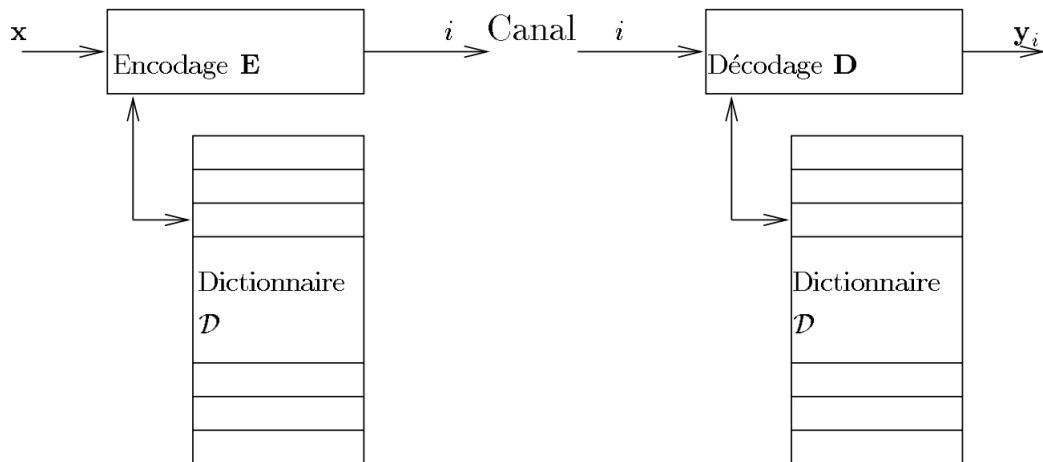 x
i
Canal
i
y_i
Encodage E
Décodage D
Dictionnaire
𝒟
Dictionnaire
𝒟